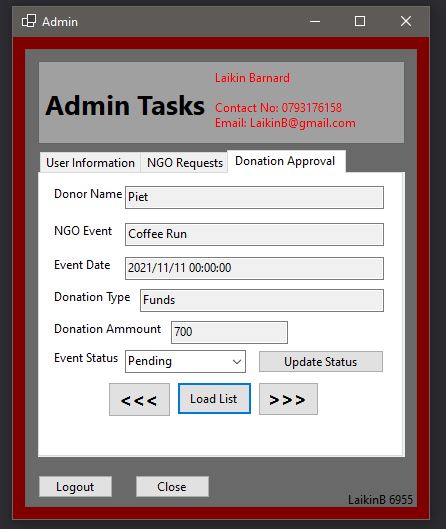 Admin
Laikin Barnard
Admin Tasks
Contact No: 0793176158
Email: LaikinB@gmail.com
User Information NGO Requests Donation Approval
Donor Name Piet
NGO Event Coffee Run
Event Date 2021/11/11 00:00:00
Donation Type Funds
Donation Ammount 700
Event Status Pending Update Status
<<< Load List >>>
Logout Close
LaikinB 6955